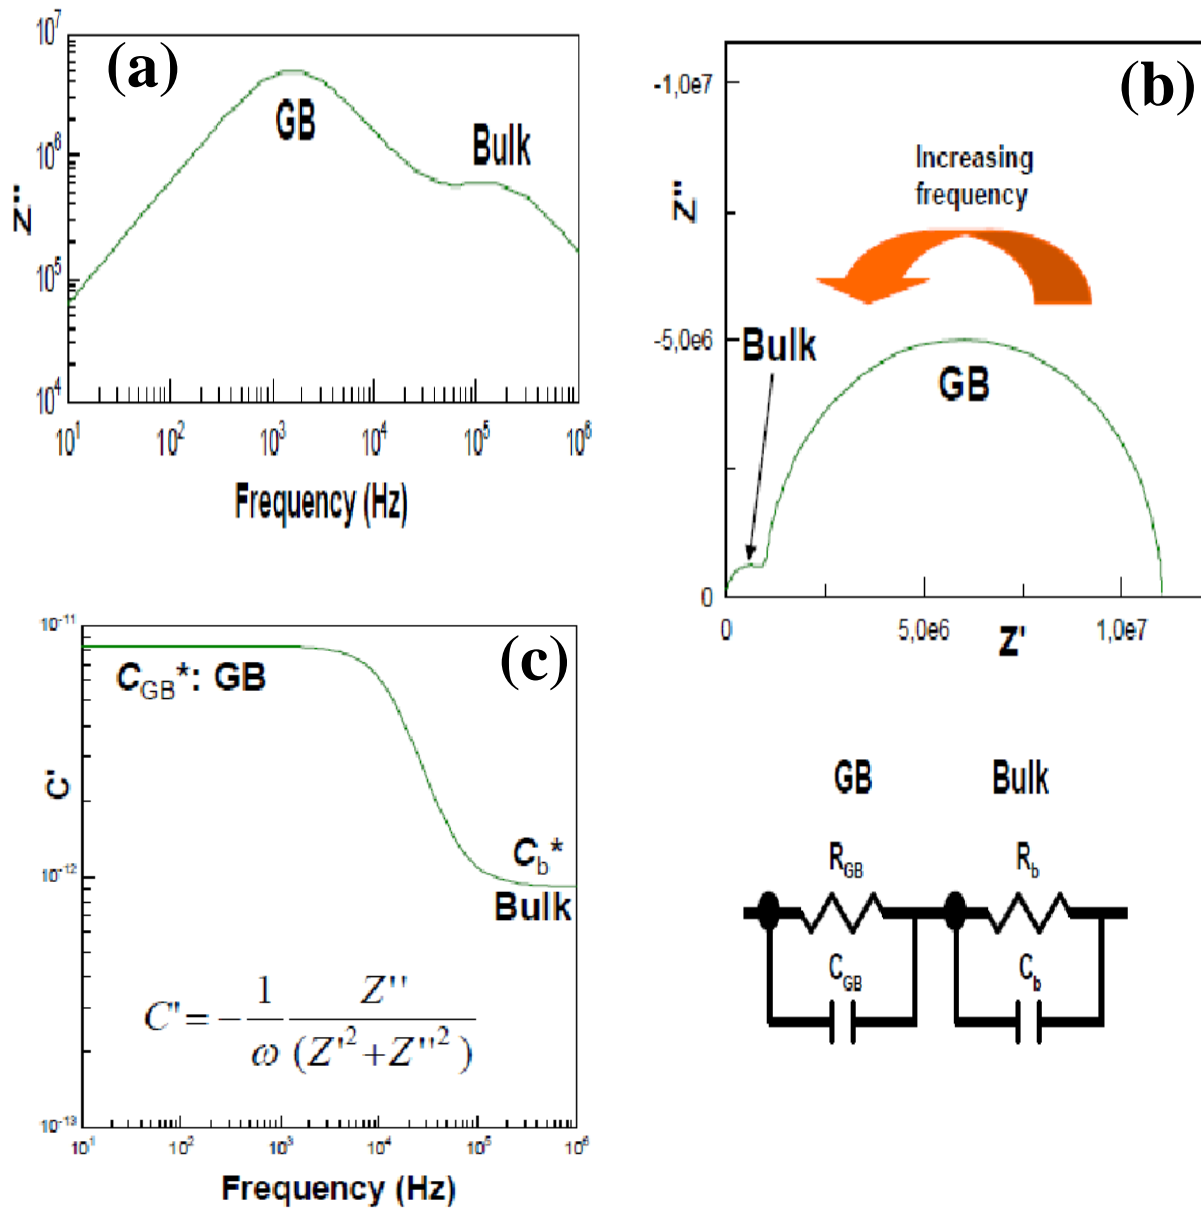 (a)
10⁷
10⁶
10⁵
10⁴
Z''
GB
Bulk
10¹ 10² 10³ 10⁴ 10⁵ 10⁶
Frequency (Hz)
(b)
-1,0e7
-5,0e6
0
Z''
Increasing
frequency
Bulk
GB
0 5,0e6 1,0e7
Z'
(c)
10⁻¹¹
10⁻¹²
10⁻¹³
C'
C_GB*: GB
C_b*
Bulk
C' = - 1/ω Z''/(Z'² + Z''²)
10¹ 10² 10³ 10⁴ 10⁵ 10⁶
Frequency (Hz)
GB Bulk
R_GB R_b
C_GB C_b